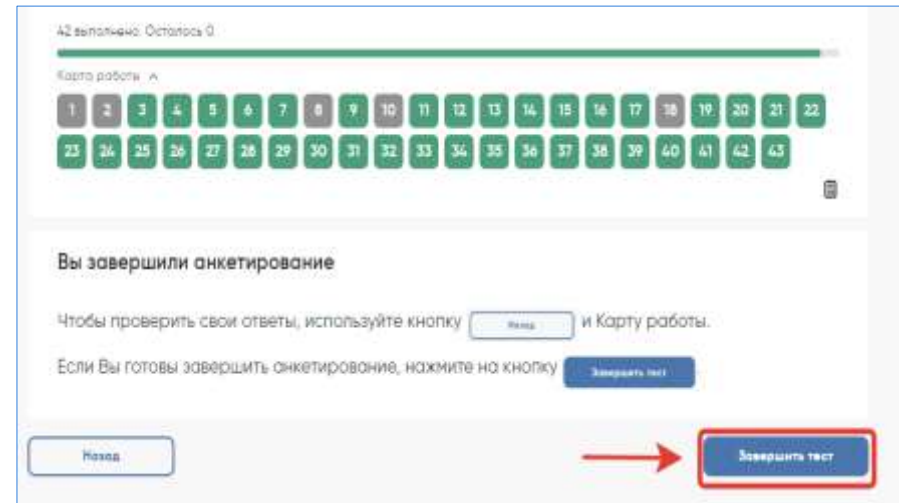 42 выполнено. Осталось 0.
Карта работы
1 2 3 4 5 6 7 8 9 10 11 12 13 14 15 16 17 18 19 20 21 22
23 24 25 26 27 28 29 30 31 32 33 34 35 36 37 38 39 40 41 42 43
Вы завершили анкетирование
Чтобы проверить свои ответы, используйте кнопку Назад и Карту работы.
Если Вы готовы завершить анкетирование, нажмите на кнопку Завершить тест
Назад
Завершить тест